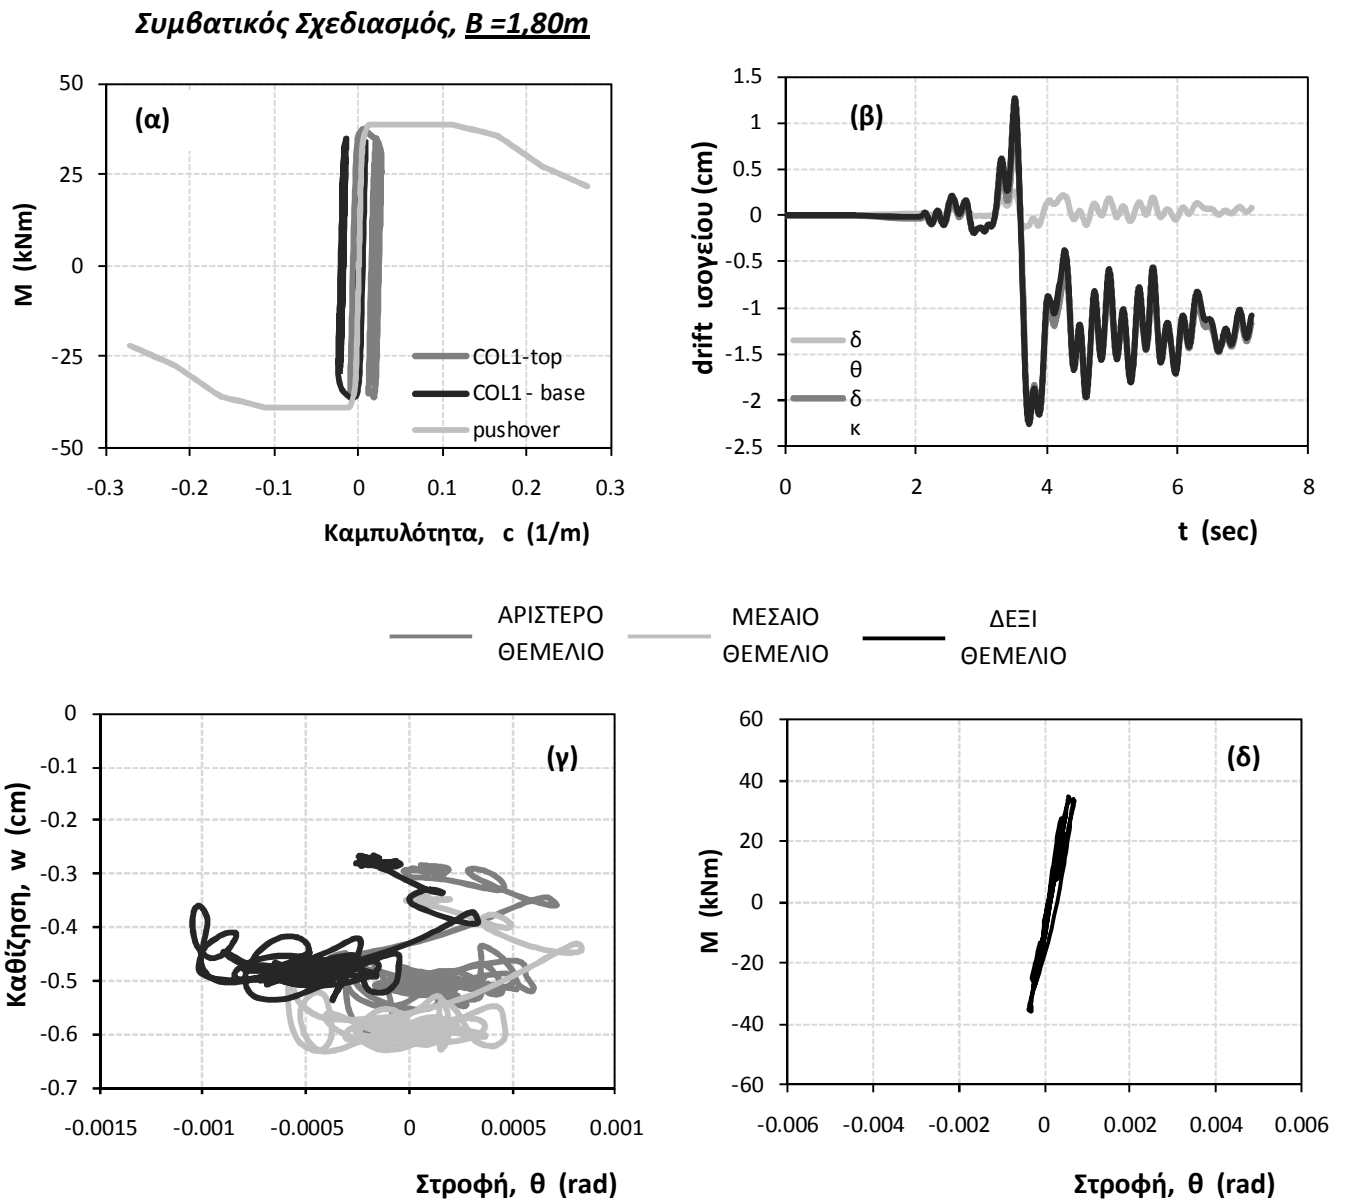 Συμβατικός Σχεδιασμός, B =1,80m
(α)
50
25
0
-25
-50
M (kNm)
COL1-top
COL1 - base
pushover
-0.3 -0.2 -0.1 0 0.1 0.2 0.3
Καμπυλότητα, c (1/m)
(β)
1.5
1
0.5
0
-0.5
-1
-1.5
-2
-2.5
drift ισογείου (cm)
δ
θ
δ
κ
0 2 4 6 8
t (sec)
ΑΡΙΣΤΕΡΟ
ΘΕΜΕΛΙΟ
ΜΕΣΑΙΟ
ΘΕΜΕΛΙΟ
ΔΕΞΙ
ΘΕΜΕΛΙΟ
(γ)
0
-0.1
-0.2
-0.3
-0.4
-0.5
-0.6
-0.7
Καθίζηση, w (cm)
-0.0015 -0.001 -0.0005 0 0.0005 0.001
Στροφή, θ (rad)
(δ)
60
40
20
0
-20
-40
-60
M (kNm)
-0.006 -0.004 -0.002 0 0.002 0.004 0.006
Στροφή, θ (rad)